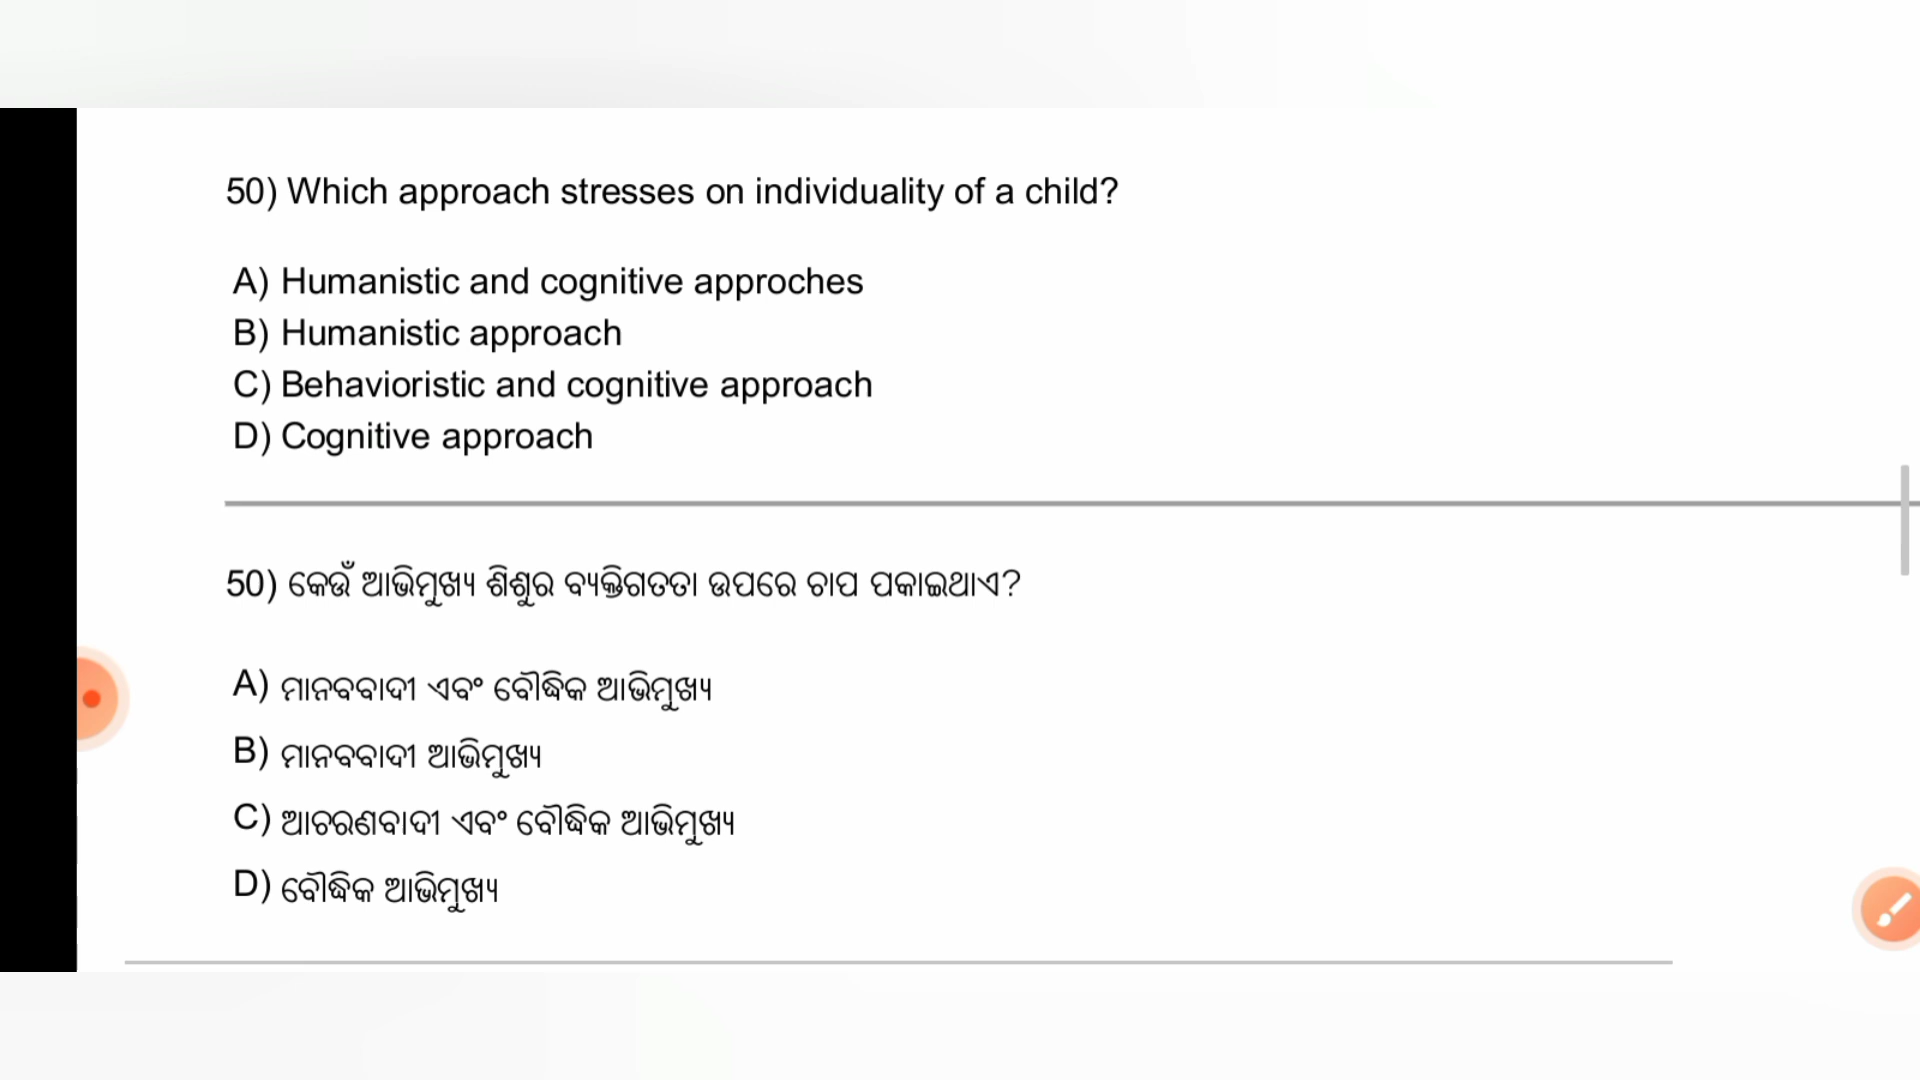 50) Which approach stresses on individuality of a child?
A) Humanistic and cognitive approches
B) Humanistic approach
C) Behavioristic and cognitive approach
D) Cognitive approach
50) କେଉଁ ଆଭିମୁଖ୍ୟ ଶିଶୁର ବ୍ୟକ୍ତିଗତତା ଉପରେ ଚାପ ପକାଇଥାଏ?
A) ମାନବବାଦୀ ଏବଂ ବୌଦ୍ଧିକ ଆଭିମୁଖ୍ୟ
B) ମାନବବାଦୀ ଆଭିମୁଖ୍ୟ
C) ଆଚରଣବାଦୀ ଏବଂ ବୌଦ୍ଧିକ ଆଭିମୁଖ୍ୟ
D) ବୌଦ୍ଧିକ ଆଭିମୁଖ୍ୟ